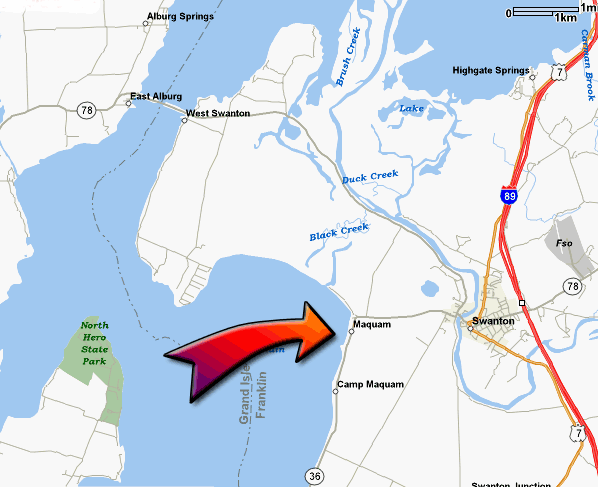 Alburg Springs
0
1m
1km
Brush Creek
Carman Brook
Highgate Springs
7
East Alburg
78
West Swanton
Lake
Duck Creek
89
Black Creek
Fso
78
North
Hero
State
Park
Maquam
Swanton
Grand Isle
Franklin
Camp Maquam
7
36
Swanton Junction